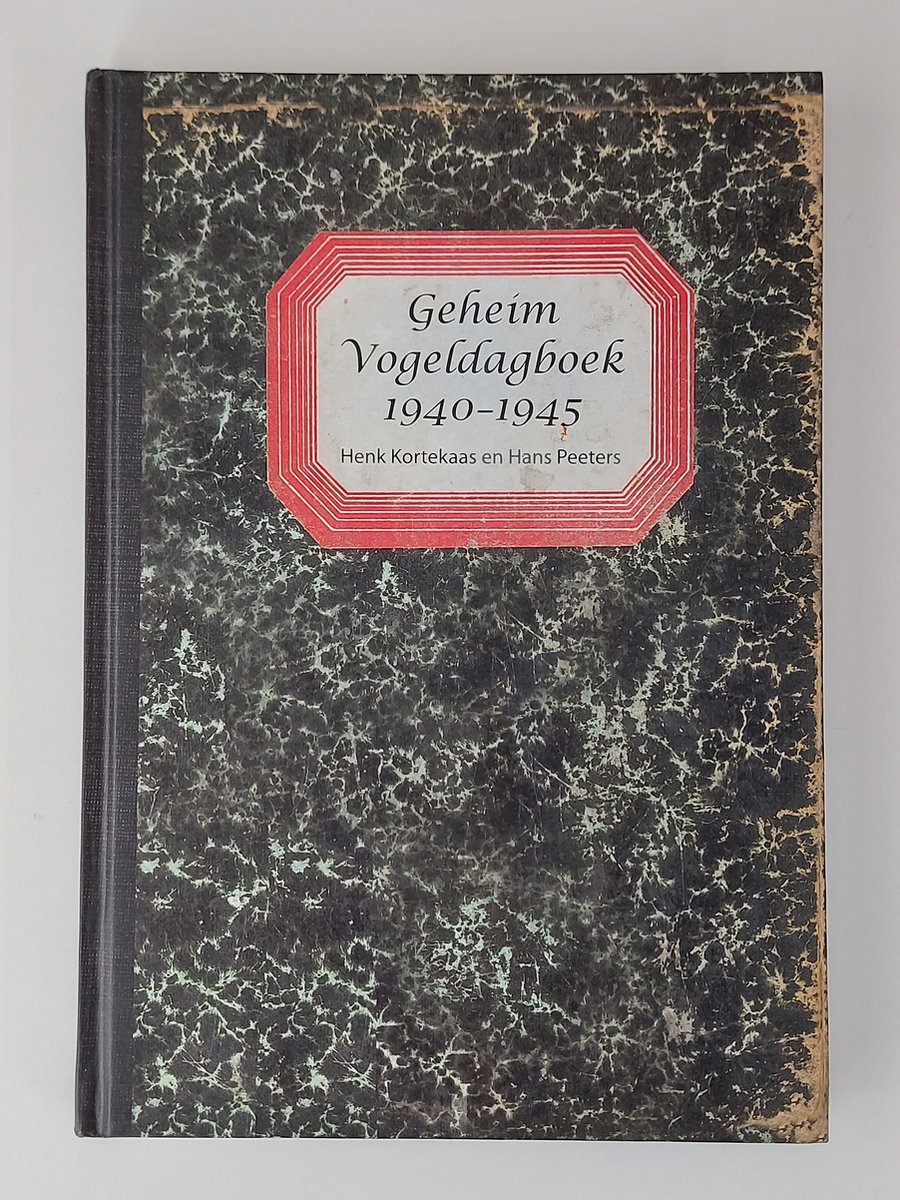 Geheim
Vogeldagboek
1940-1945
Henk Kortekaas en Hans Peeters